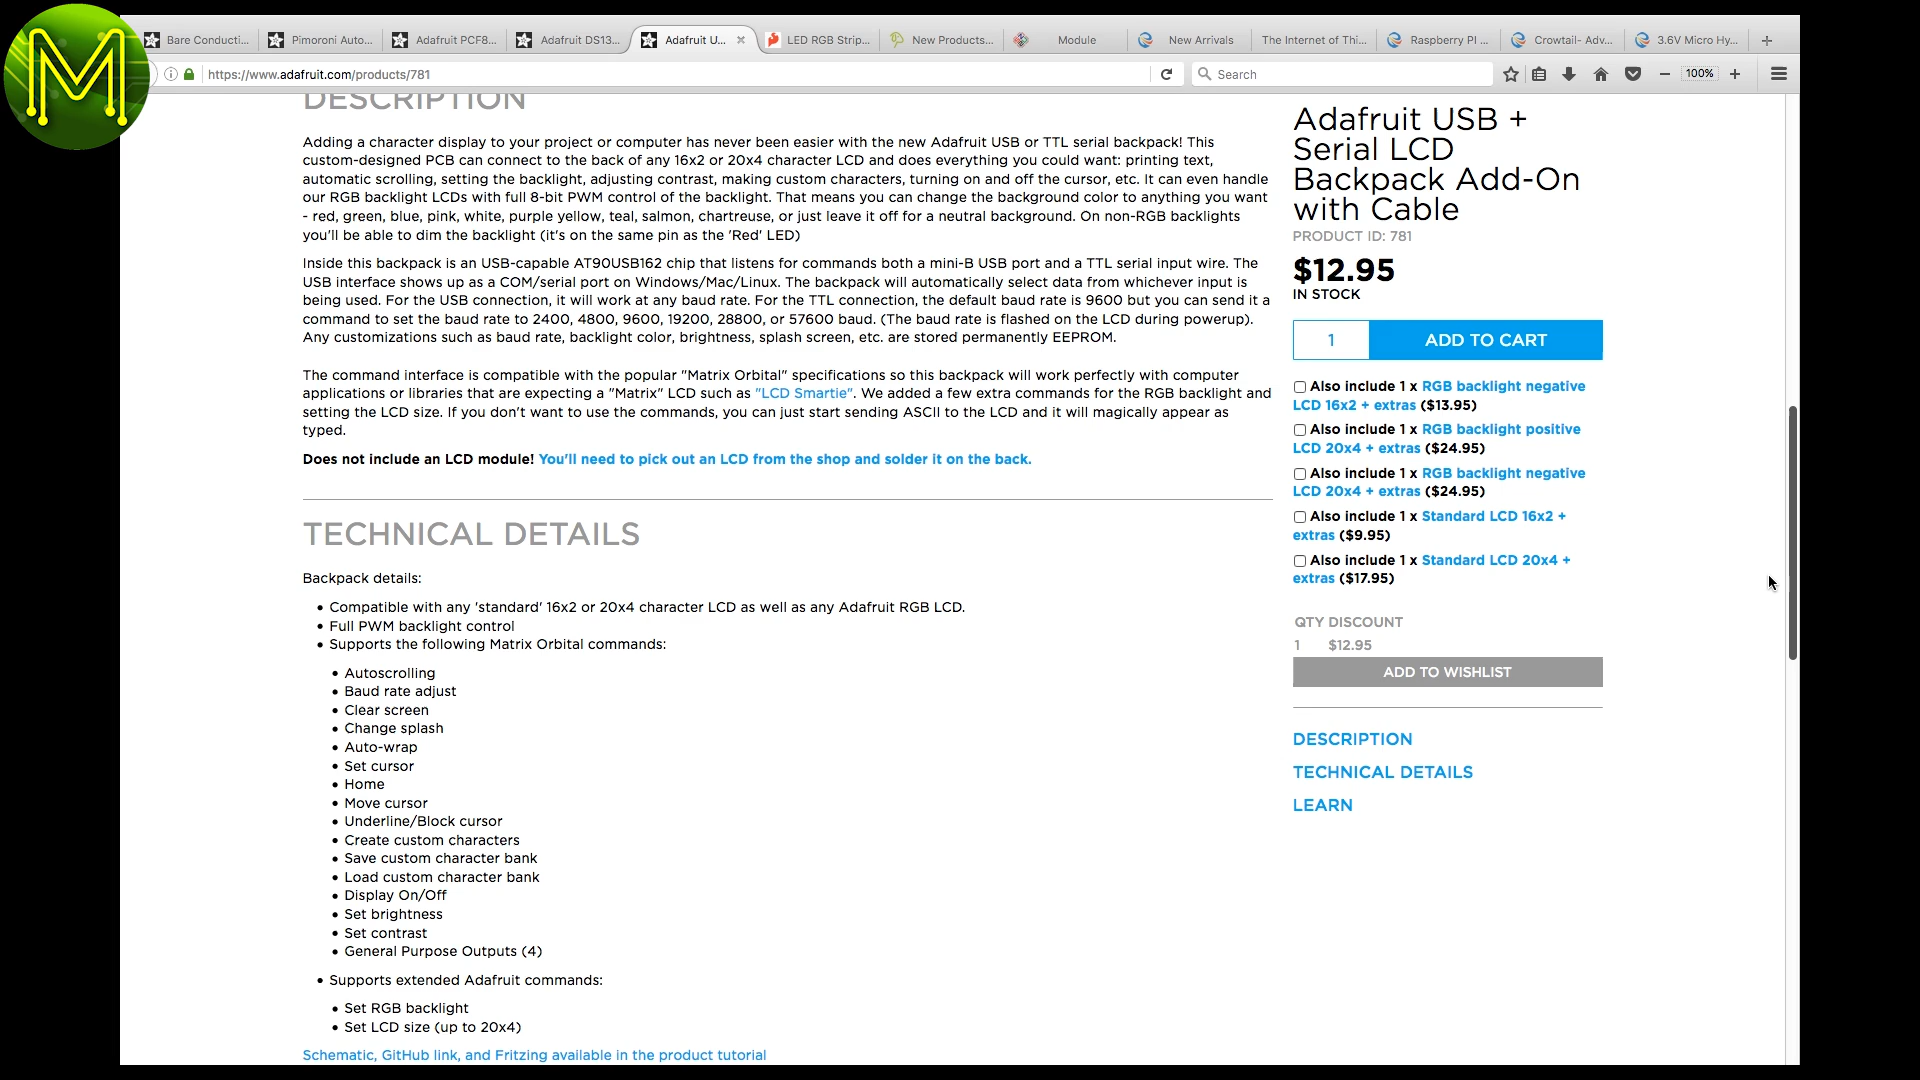 M
Bare Conducti...
Pimoroni Auto...
Adafruit PCF8...
Adafruit DS13...
Adafruit U...
LED RGB Strip...
New Products...
Module
New Arrivals
The Internet of Thi...
Raspberry PI ...
Crowtail- Adv...
3.6V Micro Hy...
https://www.adafruit.com/products/781
Search
100%
DESCRIPTION
Adding a character display to your project or computer has never been easier with the new Adafruit USB or TTL serial backpack! This
custom-designed PCB can connect to the back of any 16x2 or 20x4 character LCD and does everything you could want: printing text,
automatic scrolling, setting the backlight, adjusting contrast, making custom characters, turning on and off the cursor, etc. It can even handle
our RGB backlight LCDs with full 8-bit PWM control of the backlight. That means you can change the background color to anything you want
- red, green, blue, pink, white, purple yellow, teal, salmon, chartreuse, or just leave it off for a neutral background. On non-RGB backlights
you'll be able to dim the backlight (it's on the same pin as the 'Red' LED)
Inside this backpack is an USB-capable AT90USB162 chip that listens for commands both a mini-B USB port and a TTL serial input wire. The
USB interface shows up as a COM/serial port on Windows/Mac/Linux. The backpack will automatically select data from whichever input is
being used. For the USB connection, it will work at any baud rate. For the TTL connection, the default baud rate is 9600 but you can send it a
command to set the baud rate to 2400, 4800, 9600, 19200, 28800, or 57600 baud. (The baud rate is flashed on the LCD during powerup).
Any customizations such as baud rate, backlight color, brightness, splash screen, etc. are stored permanently EEPROM.
The command interface is compatible with the popular "Matrix Orbital" specifications so this backpack will work perfectly with computer
applications or libraries that are expecting a "Matrix" LCD such as "LCD Smartie". We added a few extra commands for the RGB backlight and
setting the LCD size. If you don't want to use the commands, you can just start sending ASCII to the LCD and it will magically appear as
typed.
Does not include an LCD module! You'll need to pick out an LCD from the shop and solder it on the back.
TECHNICAL DETAILS
Backpack details:
Compatible with any 'standard' 16x2 or 20x4 character LCD as well as any Adafruit RGB LCD.
Full PWM backlight control
Supports the following Matrix Orbital commands:
Autoscrolling
Baud rate adjust
Clear screen
Change splash
Auto-wrap
Set cursor
Home
Move cursor
Underline/Block cursor
Create custom characters
Save custom character bank
Load custom character bank
Display On/Off
Set brightness
Set contrast
General Purpose Outputs (4)
Supports extended Adafruit commands:
Set RGB backlight
Set LCD size (up to 20x4)
Schematic, GitHub link, and Fritzing available in the product tutorial
Adafruit USB +
Serial LCD
Backpack Add-On
with Cable
PRODUCT ID: 781
$12.95
IN STOCK
1
ADD TO CART
Also include 1 x RGB backlight negative
LCD 16x2 + extras ($13.95)
Also include 1 x RGB backlight positive
LCD 20x4 + extras ($24.95)
Also include 1 x RGB backlight negative
LCD 20x4 + extras ($24.95)
Also include 1 x Standard LCD 16x2 +
extras ($9.95)
Also include 1 x Standard LCD 20x4 +
extras ($17.95)
QTY DISCOUNT
1 $12.95
ADD TO WISHLIST
DESCRIPTION
TECHNICAL DETAILS
LEARN